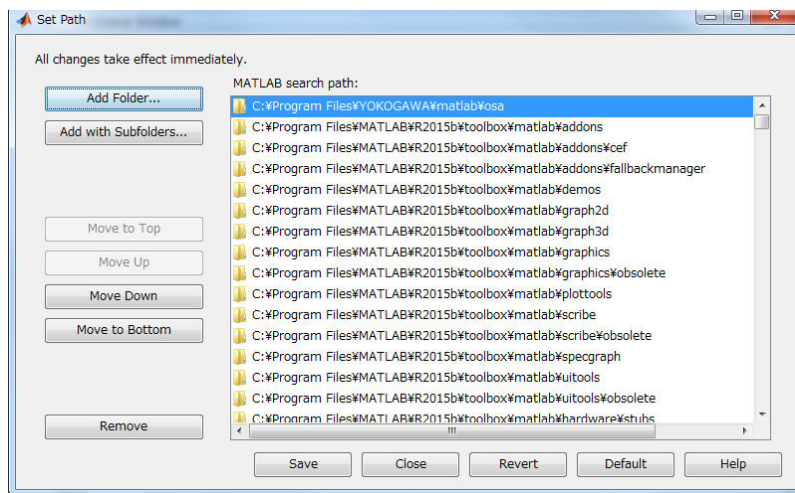 Set Path
All changes take effect immediately.
MATLAB search path:
Add Folder...
Add with Subfolders...
Move to Top
Move Up
Move Down
Move to Bottom
Remove
C:¥Program Files¥YOKOGAWA¥matlab¥osa
C:¥Program Files¥MATLAB¥R2015b¥toolbox¥matlab¥addons
C:¥Program Files¥MATLAB¥R2015b¥toolbox¥matlab¥addons¥cef
C:¥Program Files¥MATLAB¥R2015b¥toolbox¥matlab¥addons¥fallbackmanager
C:¥Program Files¥MATLAB¥R2015b¥toolbox¥matlab¥demos
C:¥Program Files¥MATLAB¥R2015b¥toolbox¥matlab¥graph2d
C:¥Program Files¥MATLAB¥R2015b¥toolbox¥matlab¥graph3d
C:¥Program Files¥MATLAB¥R2015b¥toolbox¥matlab¥graphics
C:¥Program Files¥MATLAB¥R2015b¥toolbox¥matlab¥graphics¥obsolete
C:¥Program Files¥MATLAB¥R2015b¥toolbox¥matlab¥plottools
C:¥Program Files¥MATLAB¥R2015b¥toolbox¥matlab¥scribe
C:¥Program Files¥MATLAB¥R2015b¥toolbox¥matlab¥scribe¥obsolete
C:¥Program Files¥MATLAB¥R2015b¥toolbox¥matlab¥specgraph
C:¥Program Files¥MATLAB¥R2015b¥toolbox¥matlab¥uitools
C:¥Program Files¥MATLAB¥R2015b¥toolbox¥matlab¥uitools¥obsolete
C:¥Program Files¥MATLAB¥R2015b¥toolbox¥matlab¥hardware¥stubs
Save Close Revert Default Help